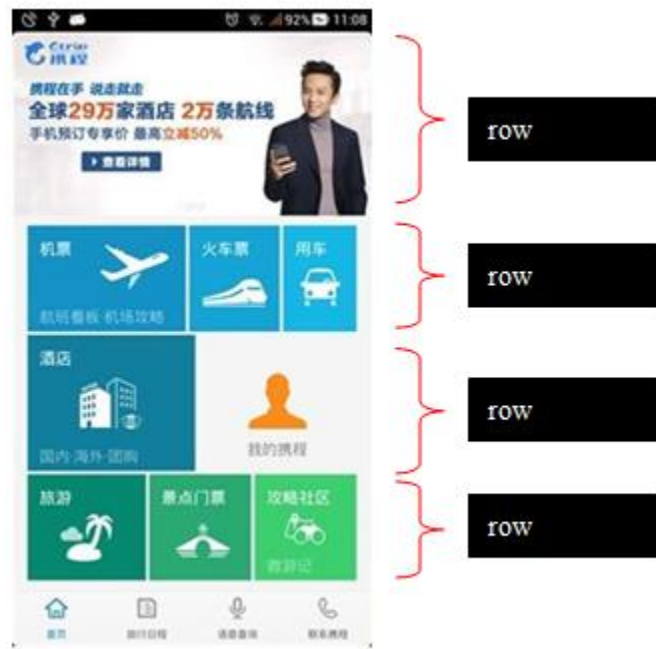 92% 11:08
Ctrip
携程
携程在手 说走就走
全球29万家酒店 2万条航线
手机预订专享价 最高立减50%
查看详情
row
机票
火车票
用车
航班看板·机场攻略
row
酒店
国内·海外·团购
我的携程
row
旅游
景点门票
攻略社区
微游记
row
首页
旅行日程
语音查询
联系携程